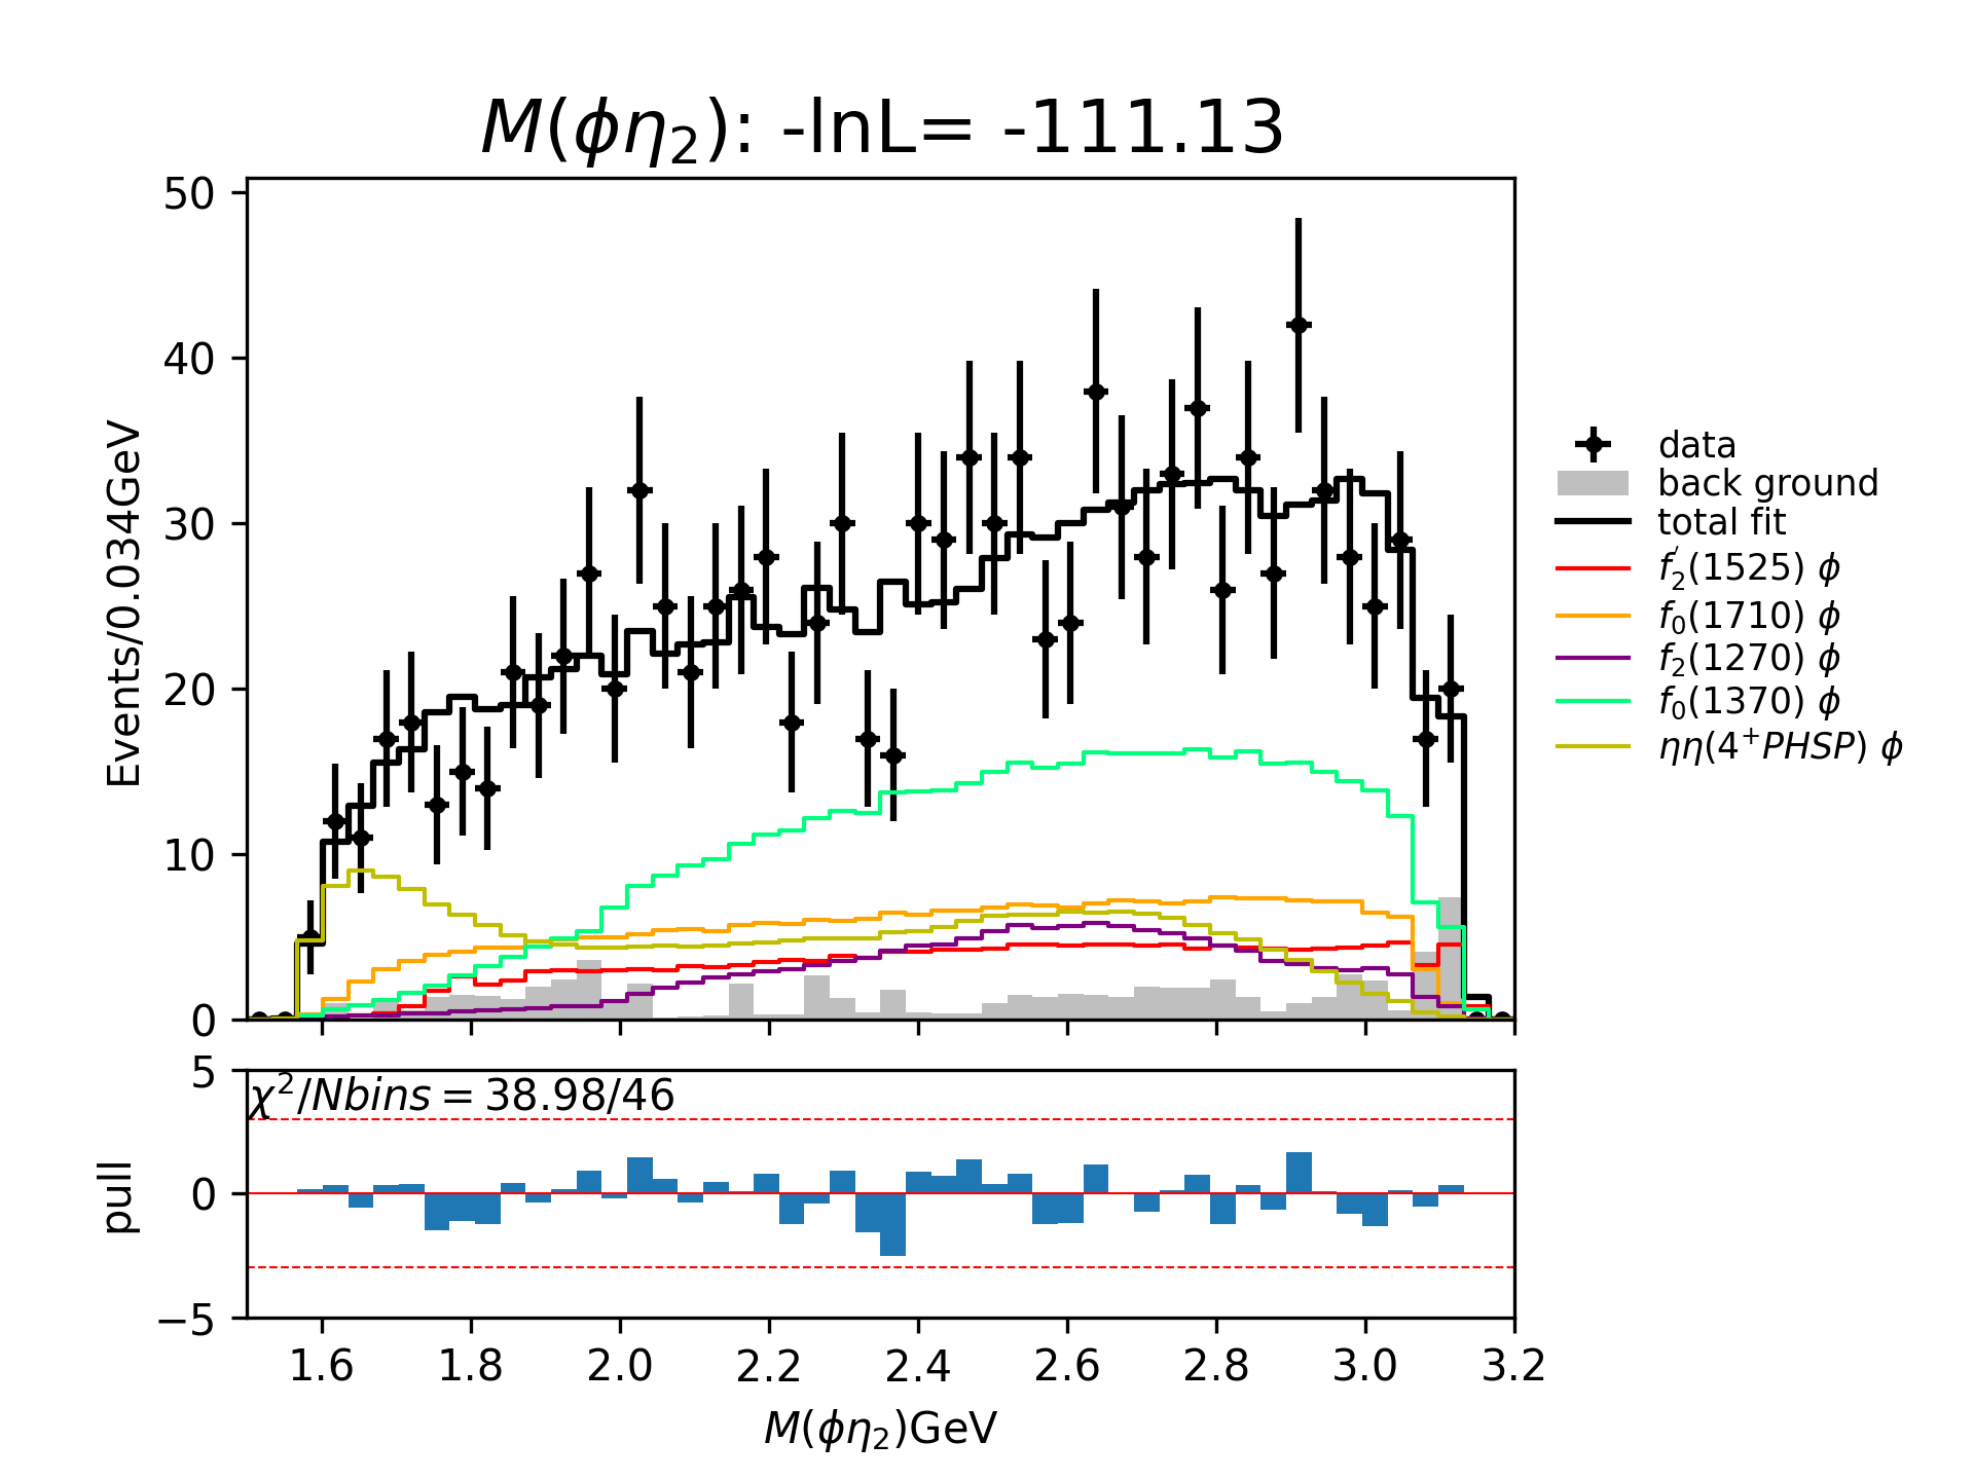 M(ϕη₂): -lnL= -111.13
Events/0.034GeV
50
40
30
20
10
0
data
back ground
total fit
f₂′(1525) ϕ
f₀(1710) ϕ
f₂(1270) ϕ
f₀(1370) ϕ
ηη(4⁺PHSP) ϕ
χ²/Nbins = 38.98/46
pull
5
0
−5
1.6 1.8 2.0 2.2 2.4 2.6 2.8 3.0 3.2
M(ϕη₂)GeV